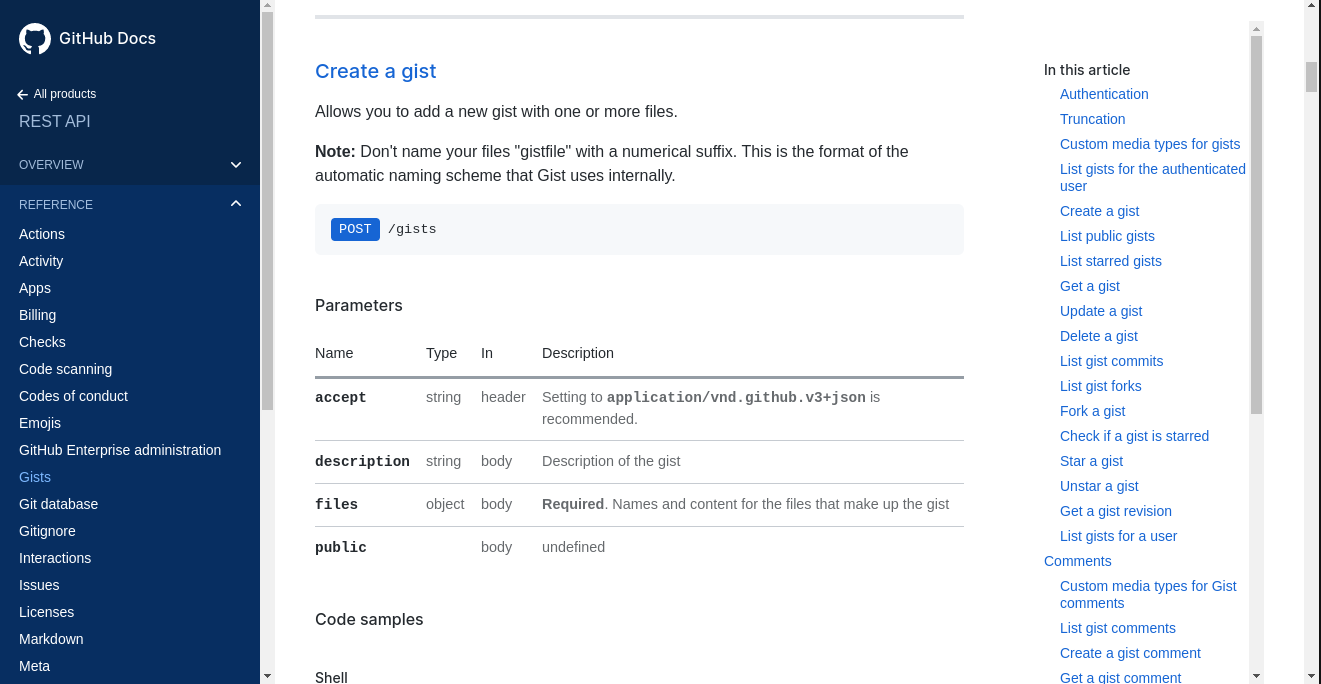 GitHub Docs
All products
REST API
OVERVIEW
REFERENCE
Actions
Activity
Apps
Billing
Checks
Code scanning
Codes of conduct
Emojis
GitHub Enterprise administration
Gists
Git database
Gitignore
Interactions
Issues
Licenses
Markdown
Meta
Create a gist
Allows you to add a new gist with one or more files.
Note: Don't name your files "gistfile" with a numerical suffix. This is the format of the
automatic naming scheme that Gist uses internally.
POST /gists
Parameters
Name Type In Description
accept string header Setting to application/vnd.github.v3+json is
recommended.
description string body Description of the gist
files object body Required. Names and content for the files that make up the gist
public body undefined
Code samples
Shell
In this article
Authentication
Truncation
Custom media types for gists
List gists for the authenticated
user
Create a gist
List public gists
List starred gists
Get a gist
Update a gist
Delete a gist
List gist commits
List gist forks
Fork a gist
Check if a gist is starred
Star a gist
Unstar a gist
Get a gist revision
List gists for a user
Comments
Custom media types for Gist
comments
List gist comments
Create a gist comment
Get a gist comment